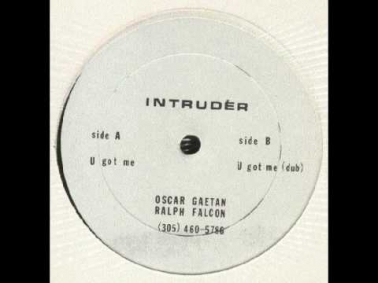 INTRUDER
side A
side B
U got me
U got me (dub)
OSCAR GAETAN
RALPH FALCON
(305) 460-5786